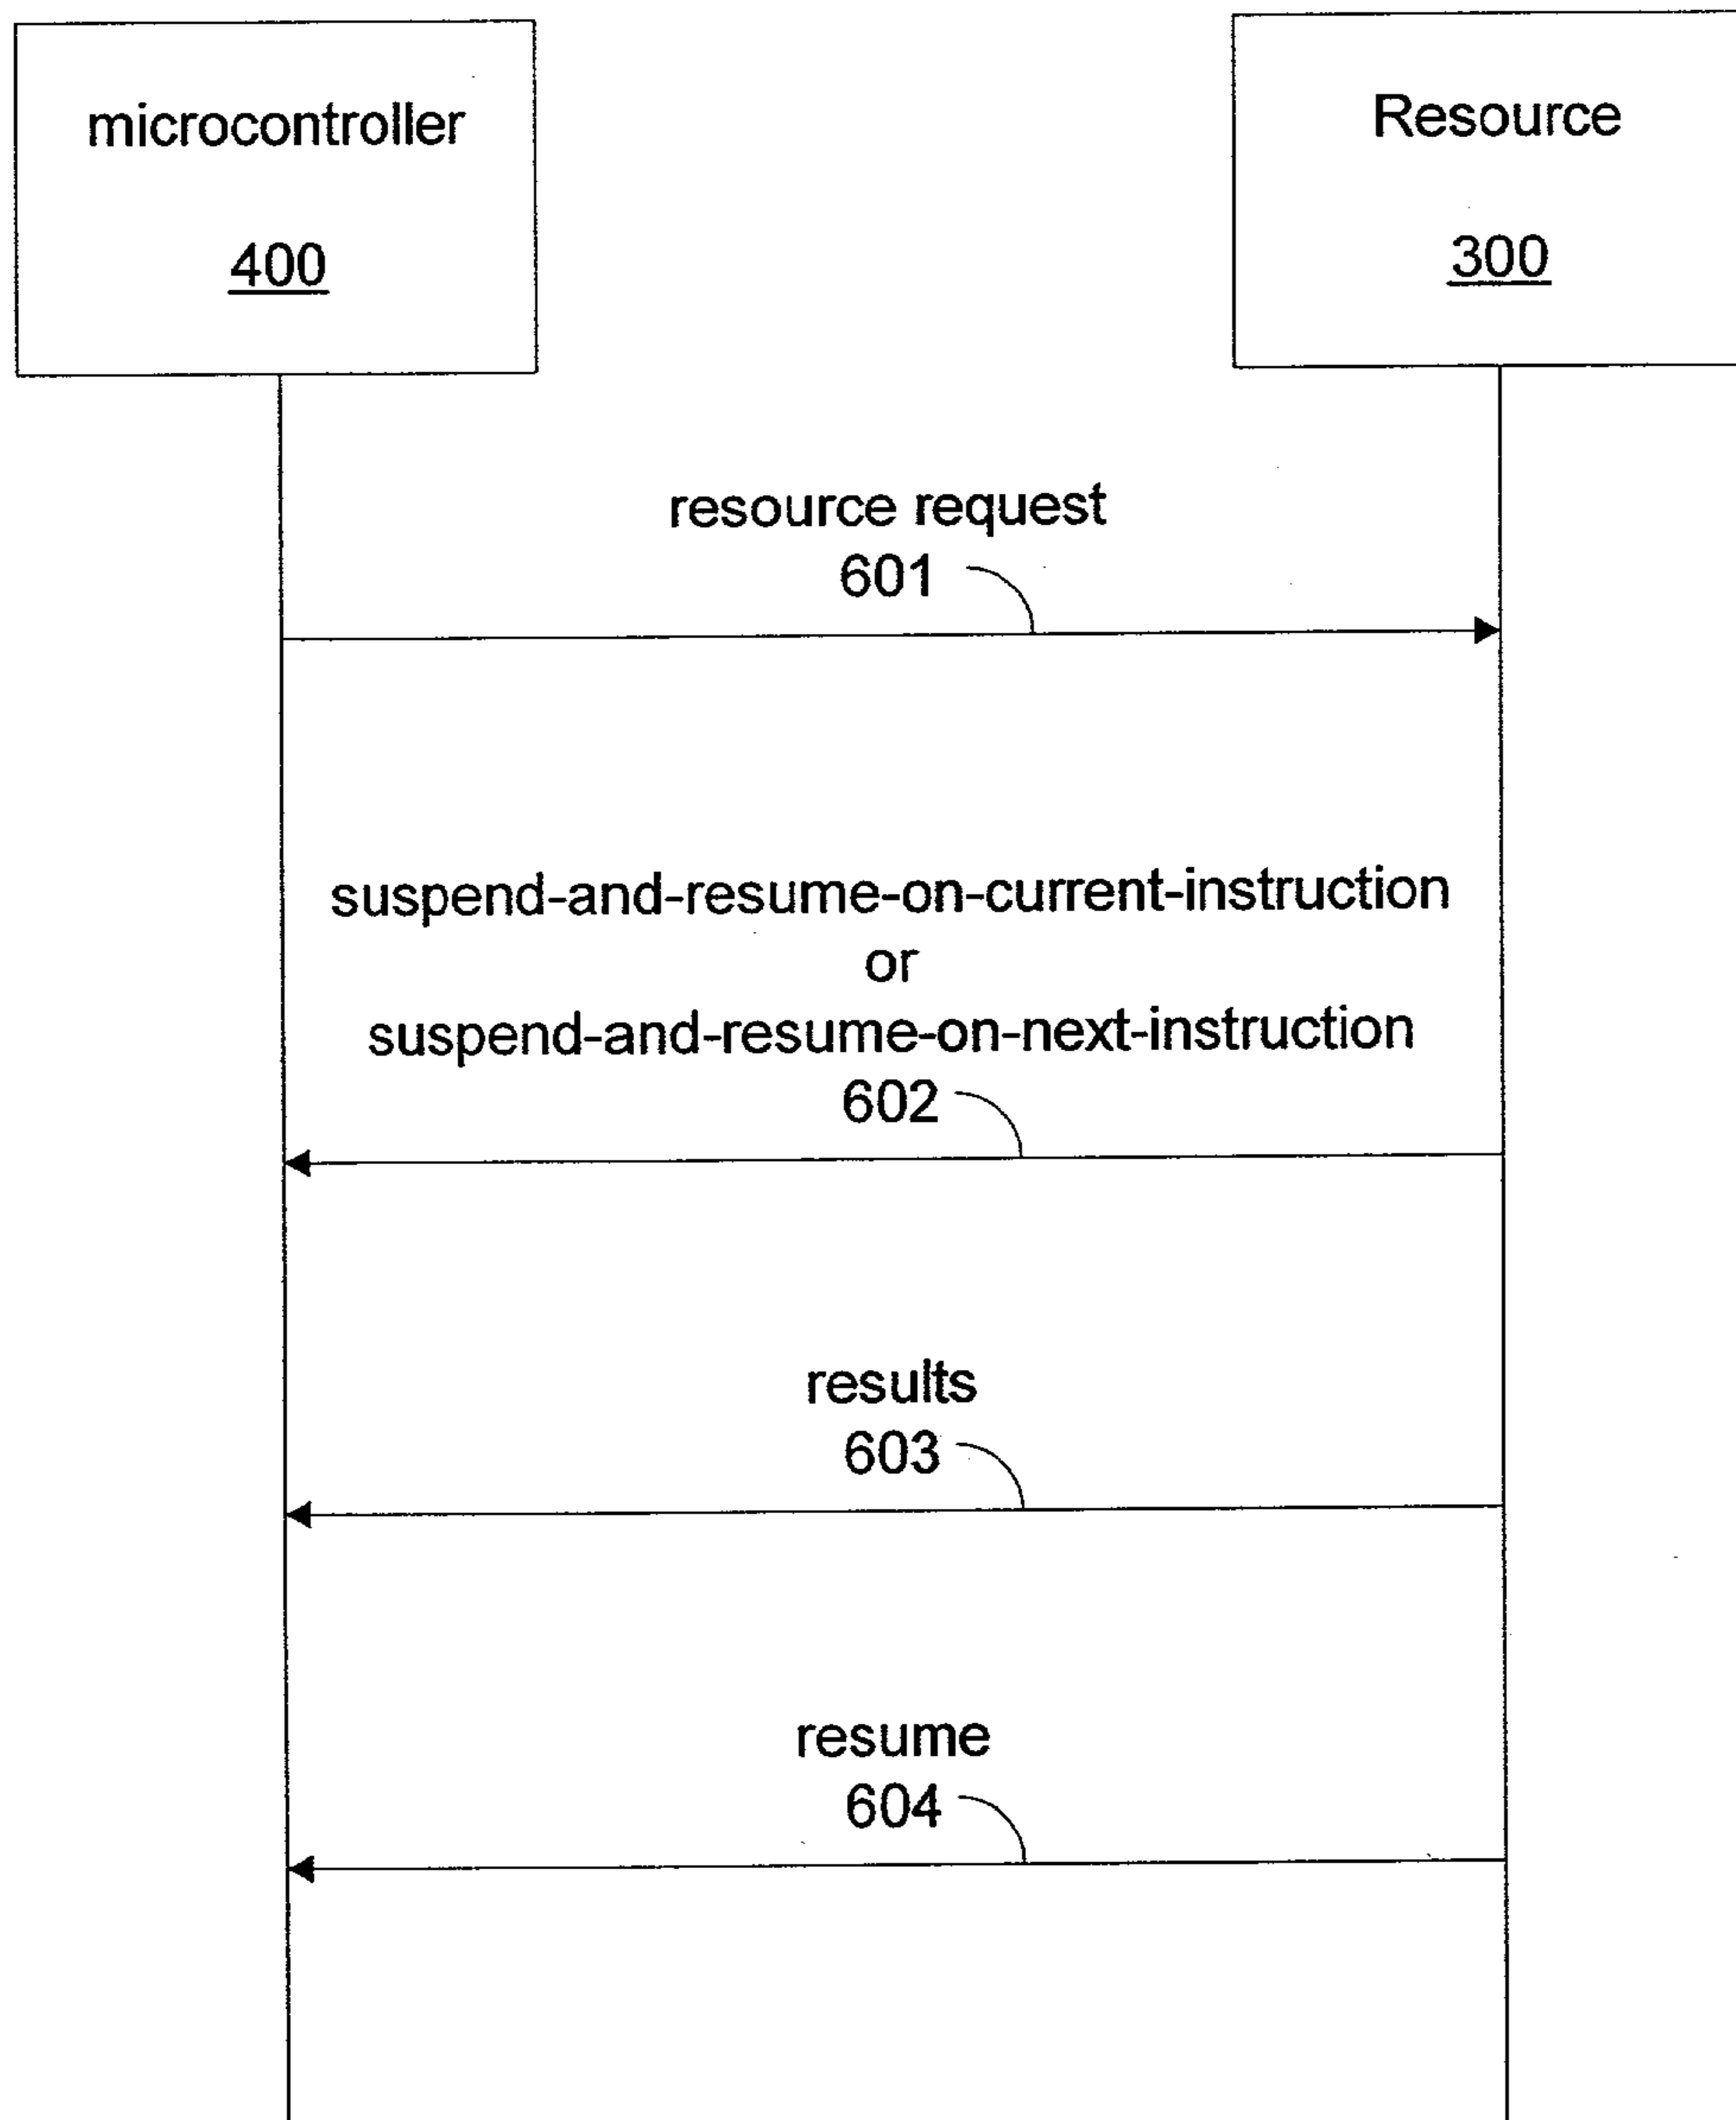 microcontroller
400
Resource
300
resource request
601
suspend-and-resume-on-current-instruction
or
suspend-and-resume-on-next-instruction
602
results
603
resume
604